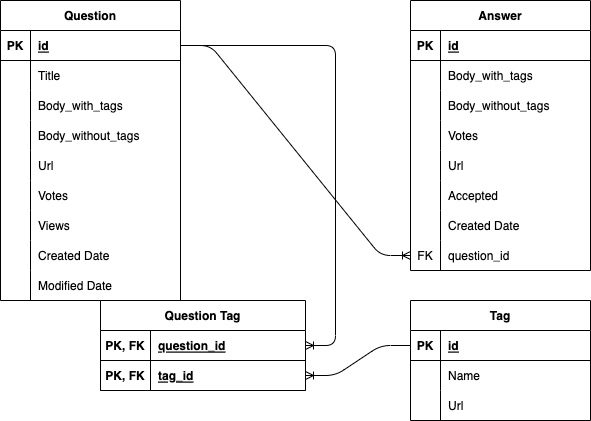 Question
PK id
Title
Body_with_tags
Body_without_tags
Url
Votes
Views
Created Date
Modified Date
Answer
PK id
Body_with_tags
Body_without_tags
Votes
Url
Accepted
Created Date
FK question_id
Question Tag
PK, FK question_id
PK, FK tag_id
Tag
PK id
Name
Url